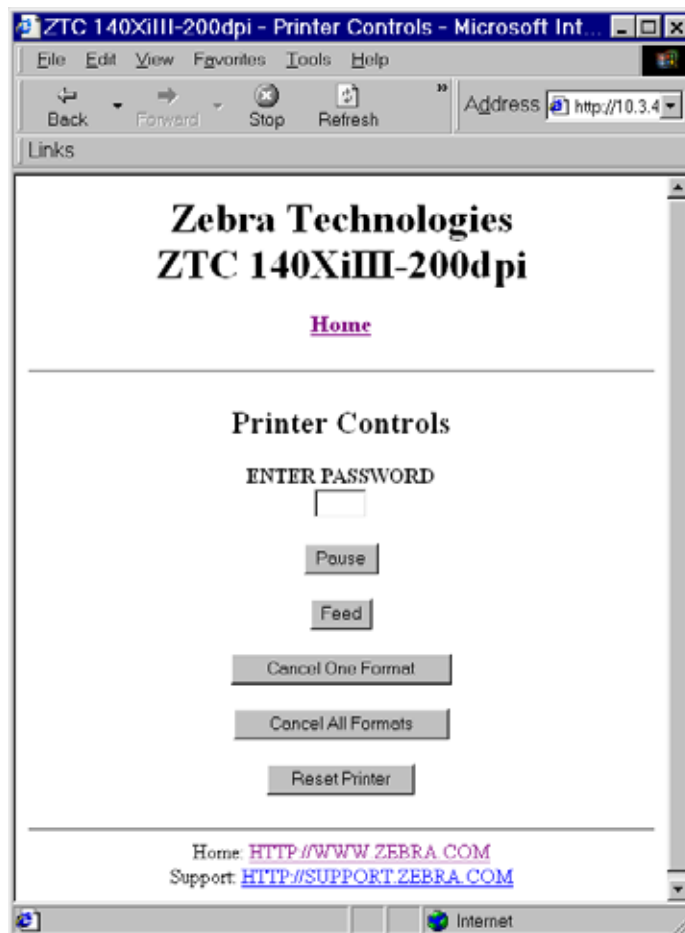 ZTC 140XiIII-200dpi - Printer Controls - Microsoft Int...
File Edit View Favorites Tools Help
Back Forward Stop Refresh » Address http://10.3.4
Links
Zebra Technologies
ZTC 140XiIII-200dpi
Home
Printer Controls
ENTER PASSWORD
Pause
Feed
Cancel One Format
Cancel All Formats
Reset Printer
Home: HTTP://WWW.ZEBRA.COM
Support: HTTP://SUPPORT.ZEBRA.COM
Internet